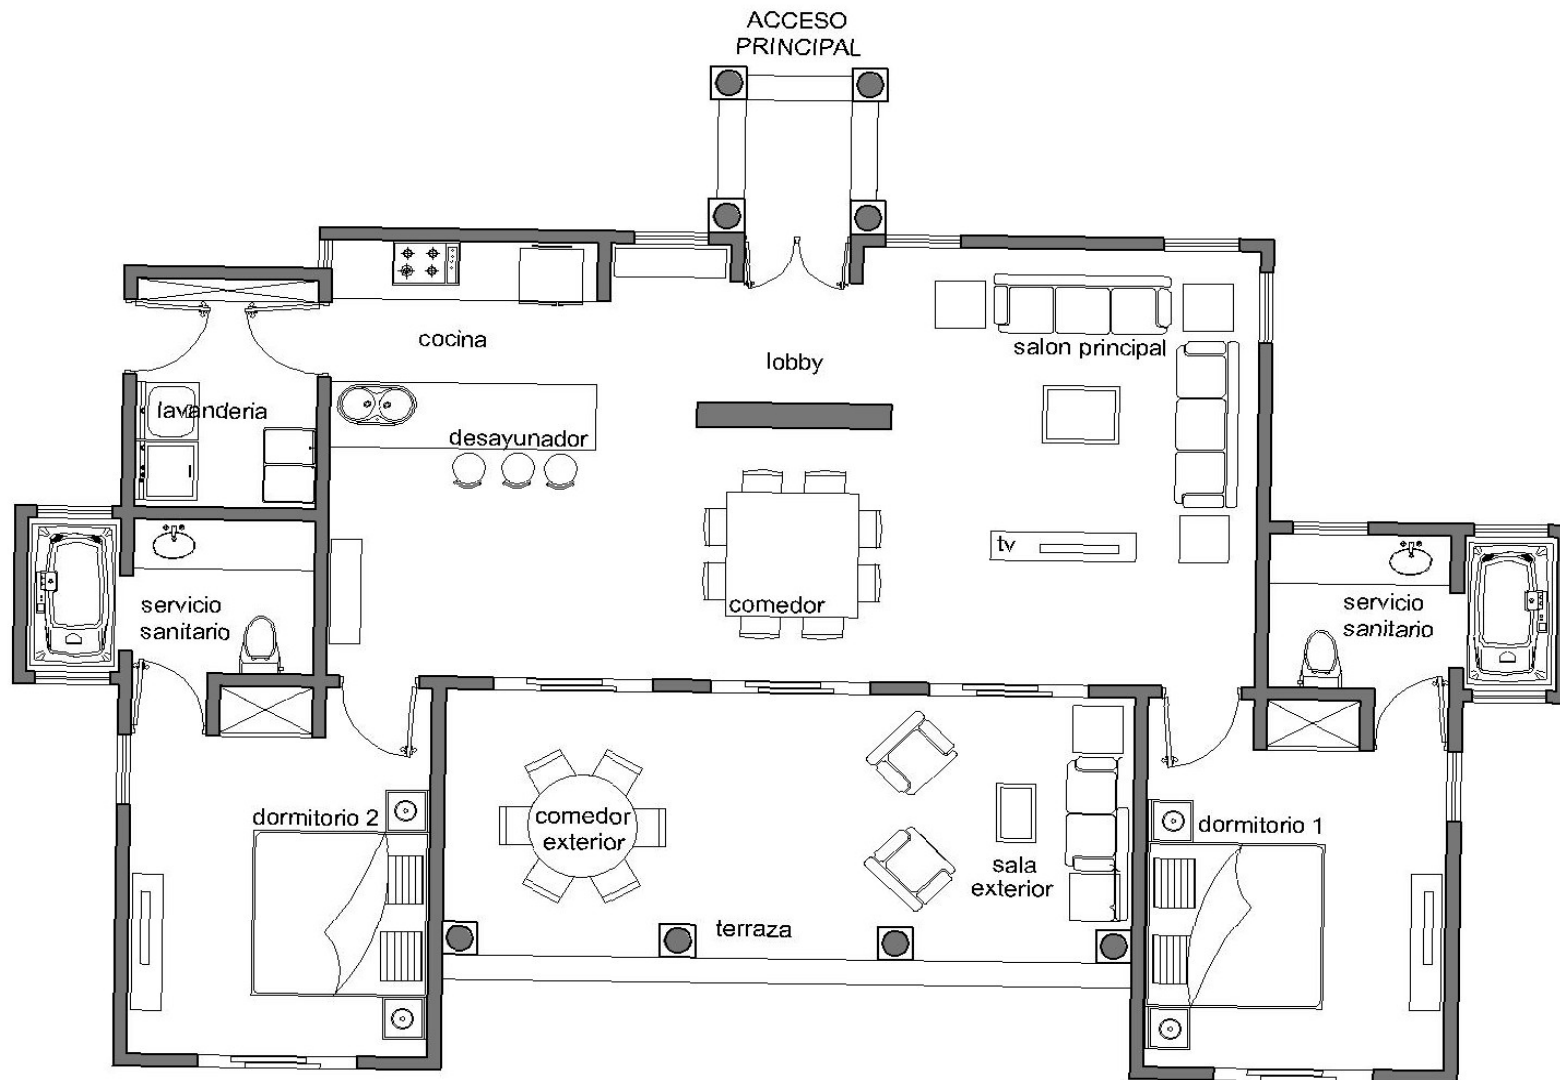 ACCESO
PRINCIPAL
cocina
lobby
salon principal
lavanderia
desayunador
tv
comedor
servicio
sanitario
servicio
sanitario
dormitorio 2
comedor
exterior
sala
exterior
dormitorio 1
terraza